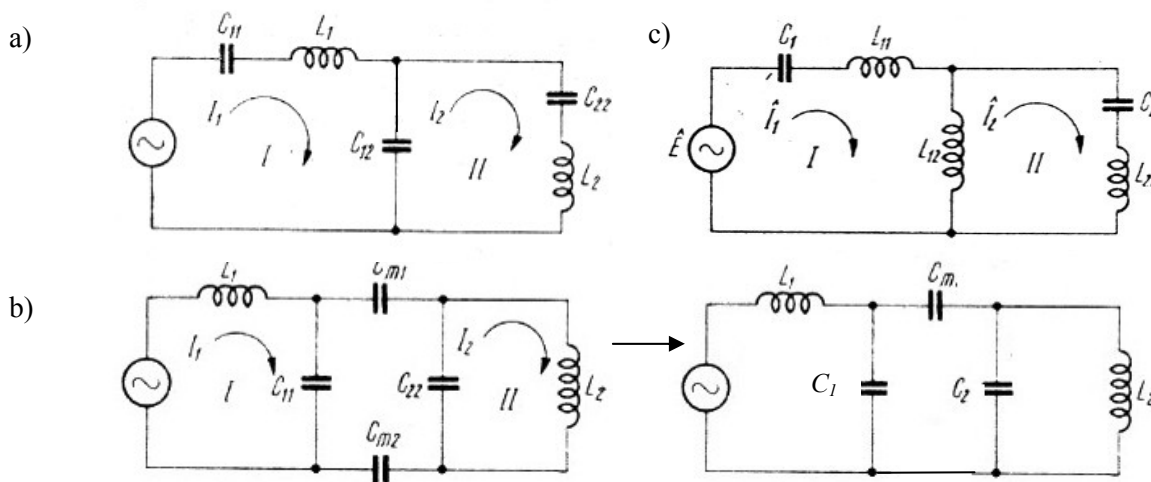 a)
C11
L1
I1
I
C12
I2
II
C22
L2
c)
C1
L11
Ê
Î1
I
L12
Î2
II
b)
L1
I1
I
C11
Cm1
C22
Cm2
I2
II
L2
L1
Cm
C1
C2